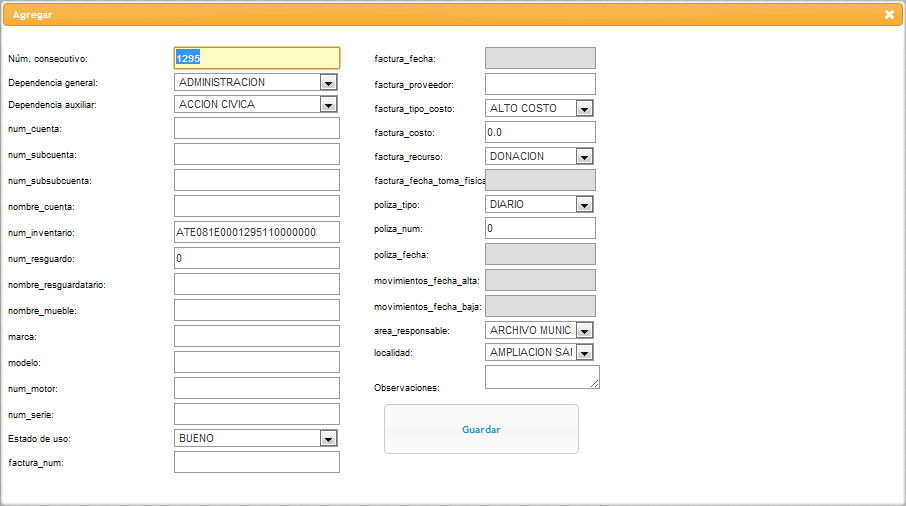 Agregar
Núm. consecutivo: 1295
Dependencia general: ADMINISTRACION
Dependencia auxiliar: ACCION CIVICA
num_cuenta:
num_subcuenta:
num_subsubcuenta:
nombre_cuenta:
num_inventario: ATE081E0001295110000000
num_resguardo: 0
nombre_resguardatario:
nombre_mueble:
marca:
modelo:
num_motor:
num_serie:
Estado de uso: BUENO
factura_num:
factura_fecha:
factura_proveedor:
factura_tipo_costo: ALTO COSTO
factura_costo: 0.0
factura_recurso: DONACION
factura_fecha_toma_fisica
poliza_tipo: DIARIO
poliza_num: 0
poliza_fecha:
movimientos_fecha_alta:
movimientos_fecha_baja:
area_responsable: ARCHIVO MUNIC
localidad: AMPLIACION SAI
Observaciones:
Guardar